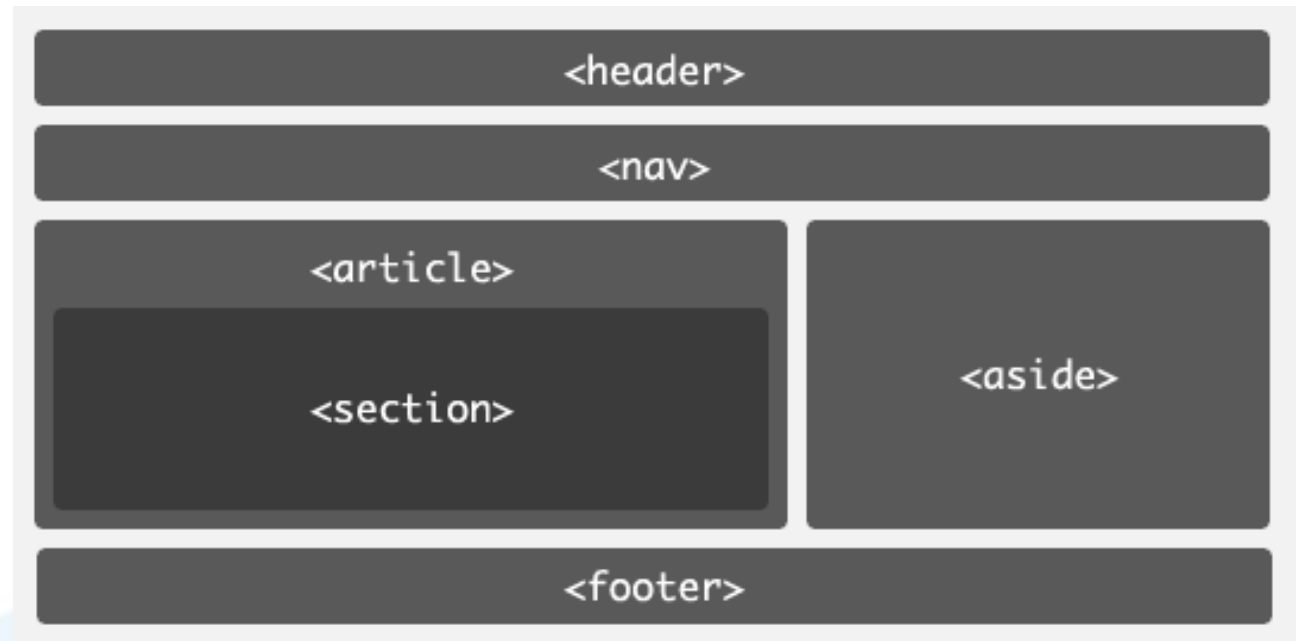 <header>
<nav>
<article>
<section>
<aside>
<footer>